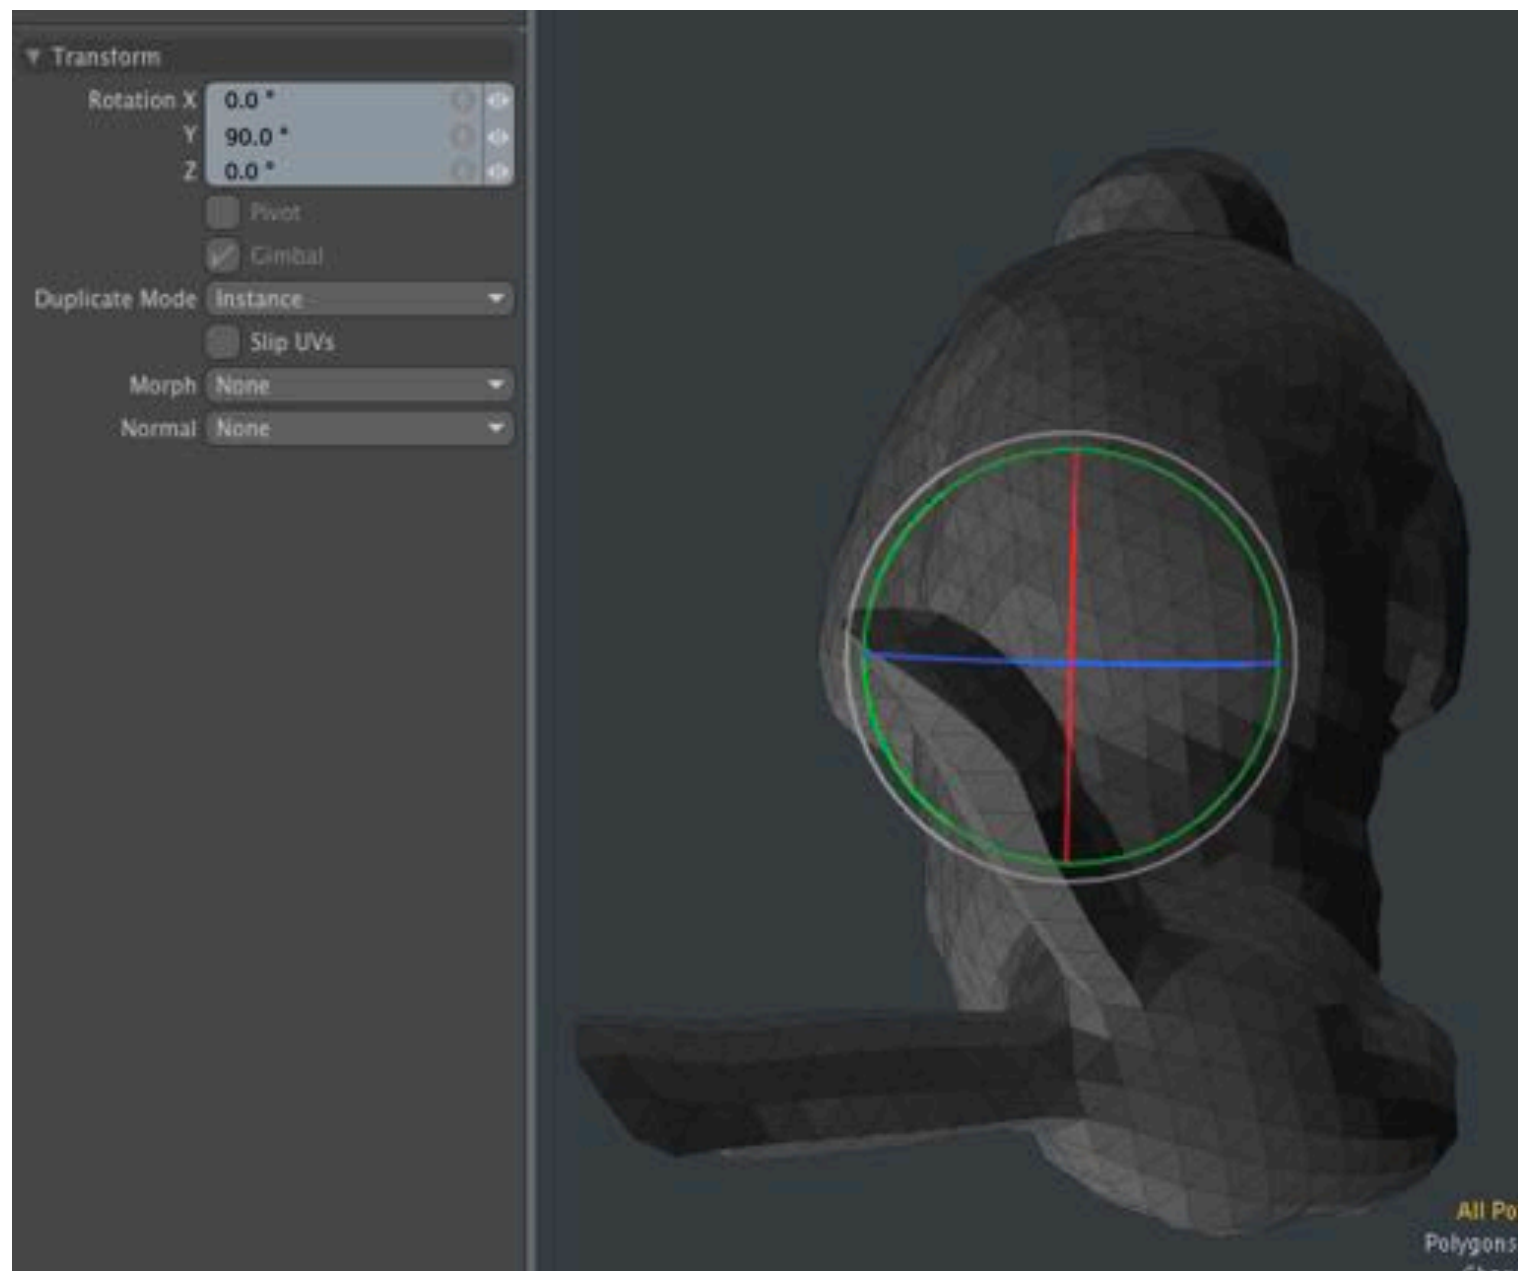 Transform
Rotation X 0.0 °
Y 90.0 °
Z 0.0 °
Pivot
Gimbal
Duplicate Mode Instance
Slip UVs
Morph None
Normal None
All Po
Polygons